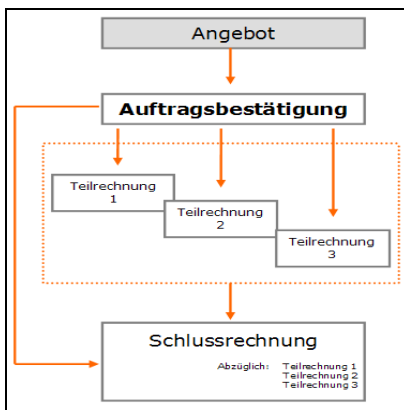 Angebot
Auftragsbestätigung
Teilrechnung
1
Teilrechnung
2
Teilrechnung
3
Schlussrechnung
Abzüglich: Teilrechnung 1
Teilrechnung 2
Teilrechnung 3